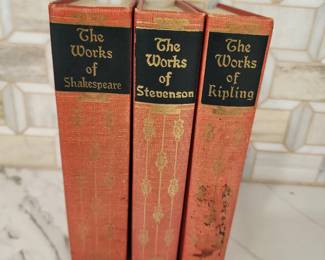 The
Works
of
Shakespeare
The
Works
of
Stevenson
The
Works
of
Kipling